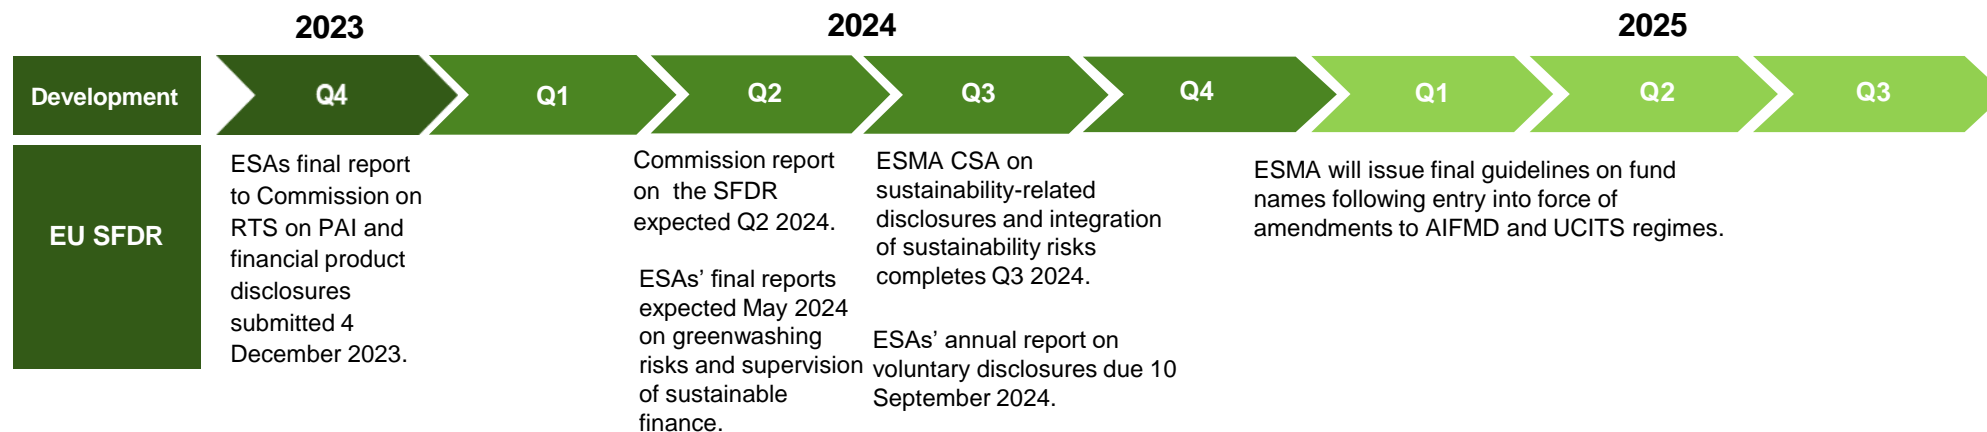 2023
2024
2025
Development
Q4
Q1
Q2
Q3
Q4
Q1
Q2
Q3
EU SFDR
ESAs final report
to Commission on
RTS on PAI and
financial product
disclosures
submitted 4
December 2023.
Commission report
on the SFDR
expected Q2 2024.
ESAs’ final reports
expected May 2024
on greenwashing
risks and supervision
of sustainable
finance.
ESMA CSA on
sustainability-related
disclosures and integration
of sustainability risks
completes Q3 2024.
ESAs’ annual report on
voluntary disclosures due 10
September 2024.
ESMA will issue final guidelines on fund
names following entry into force of
amendments to AIFMD and UCITS regimes.